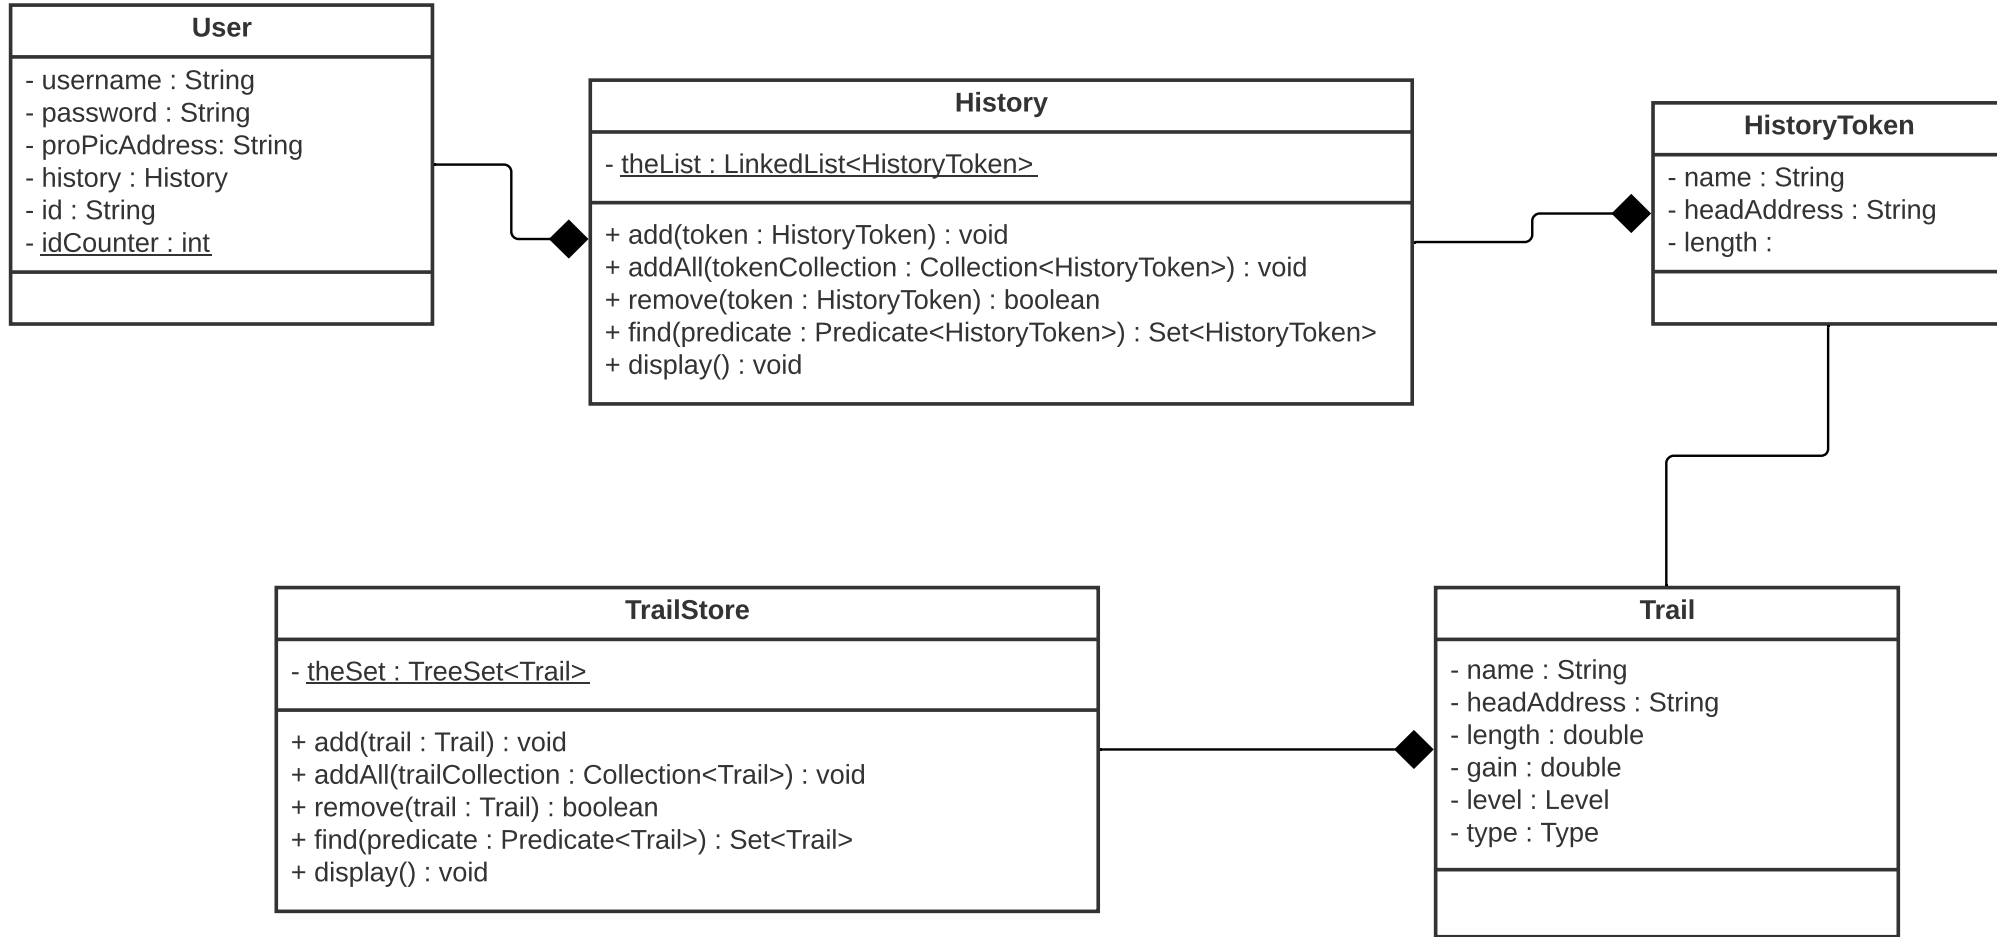 User
- username : String
- password : String
- proPicAddress: String
- history : History
- id : String
- idCounter : int
History
- theList : LinkedList<HistoryToken>
+ add(token : HistoryToken) : void
+ addAll(tokenCollection : Collection<HistoryToken>) : void
+ remove(token : HistoryToken) : boolean
+ find(predicate : Predicate<HistoryToken>) : Set<HistoryToken>
+ display() : void
HistoryToken
- name : String
- headAddress : String
- length :
TrailStore
- theSet : TreeSet<Trail>
+ add(trail : Trail) : void
+ addAll(trailCollection : Collection<Trail>) : void
+ remove(trail : Trail) : boolean
+ find(predicate : Predicate<Trail>) : Set<Trail>
+ display() : void
Trail
- name : String
- headAddress : String
- length : double
- gain : double
- level : Level
- type : Type